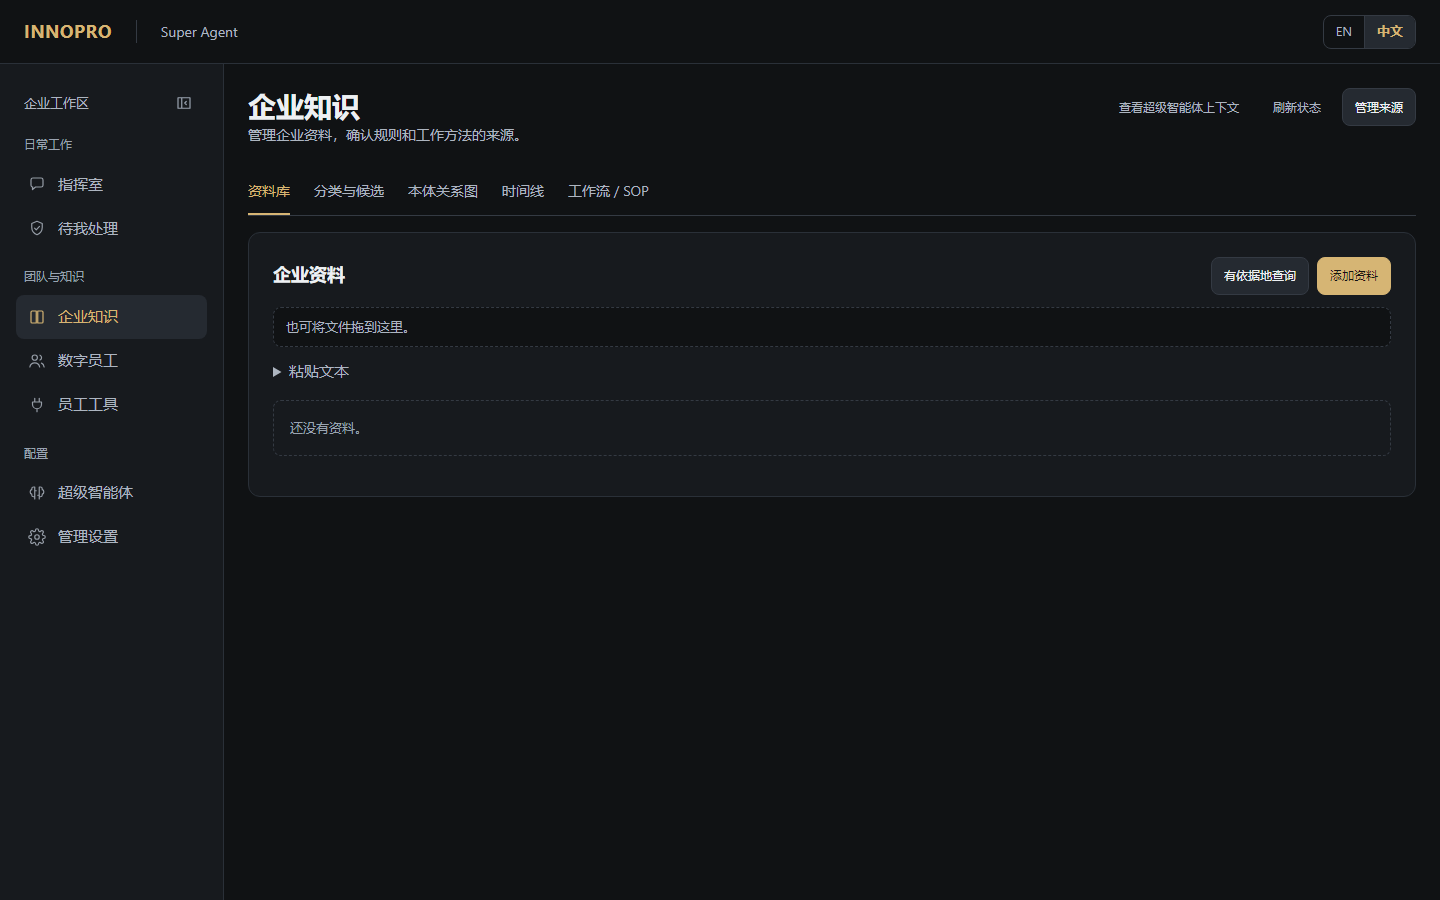 INNOPRO
Super Agent
EN
中文
企业工作区
日常工作
指挥室
待我处理
团队与知识
企业知识
数字员工
员工工具
配置
超级智能体
管理设置
企业知识
管理企业资料，确认规则和工作方法的来源。
查看超级智能体上下文
刷新状态
管理来源
资料库
分类与候选
本体关系图
时间线
工作流 / SOP
企业资料
有依据地查询
添加资料
也可将文件拖到这里。
粘贴文本
还没有资料。